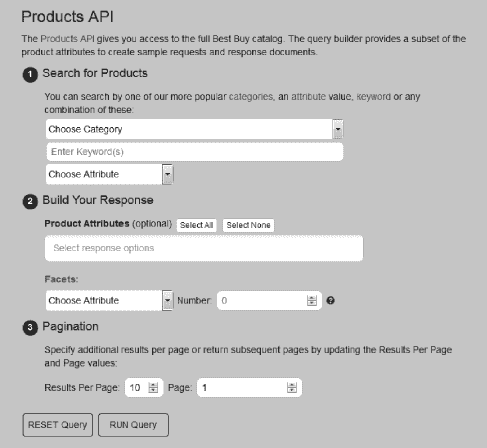 Products API
The Products API gives you access to the full Best Buy catalog. The query builder provides a subset of the
product attributes to create sample requests and response documents.
1 Search for Products
You can search by one of our more popular categories, an attribute value, keyword or any
combination of these:
Choose Category
Enter Keyword(s)
Choose Attribute
2 Build Your Response
Product Attributes (optional) Select All Select None
Select response options
Facets:
Choose Attribute Number: 0 ?
3 Pagination
Specify additional results per page or return subsequent pages by updating the Results Per Page
and Page values:
Results Per Page: 10 Page: 1
RESET Query RUN Query